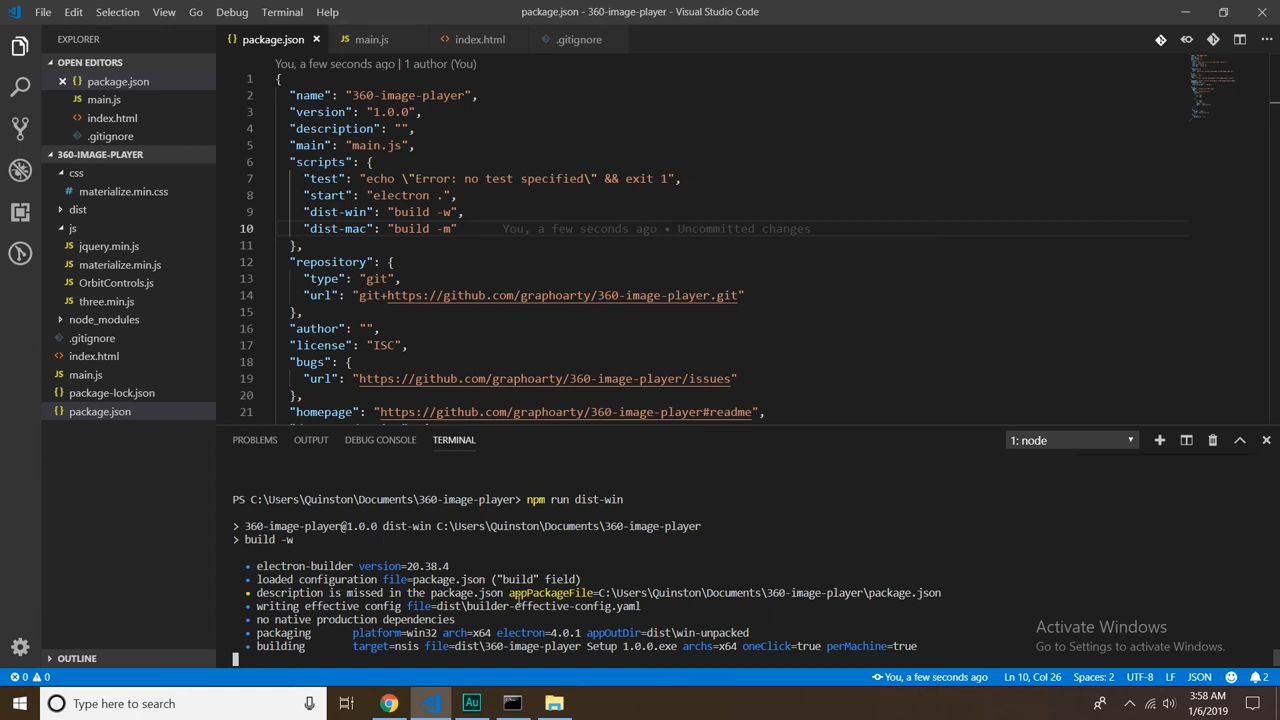 File Edit Selection View Go Debug Terminal Help
package.json - 360-image-player - Visual Studio Code
EXPLORER
OPEN EDITORS
package.json
main.js
index.html
.gitignore
360-IMAGE-PLAYER
css
materialize.min.css
dist
js
jquery.min.js
materialize.min.js
OrbitControls.js
three.min.js
node_modules
.gitignore
index.html
main.js
package-lock.json
package.json
OUTLINE
package.json main.js index.html .gitignore
You, a few seconds ago | 1 author (You)
1 {
2 "name": "360-image-player",
3 "version": "1.0.0",
4 "description": "",
5 "main": "main.js",
6 "scripts": {
7 "test": "echo \"Error: no test specified\" && exit 1",
8 "start": "electron .",
9 "dist-win": "build -w",
10 "dist-mac": "build -m" You, a few seconds ago • Uncommitted changes
11 },
12 "repository": {
13 "type": "git",
14 "url": "git+https://github.com/graphoarty/360-image-player.git"
15 },
16 "author": "",
17 "license": "ISC",
18 "bugs": {
19 "url": "https://github.com/graphoarty/360-image-player/issues"
20 },
21 "homepage": "https://github.com/graphoarty/360-image-player#readme",
PROBLEMS OUTPUT DEBUG CONSOLE TERMINAL
1: node
PS C:\Users\Quinston\Documents\360-image-player> npm run dist-win
> 360-image-player@1.0.0 dist-win C:\Users\Quinston\Documents\360-image-player
> build -w
• electron-builder version=20.38.4
• loaded configuration file=package.json ("build" field)
• description is missed in the package.json appPackageFile=C:\Users\Quinston\Documents\360-image-player\package.json
• writing effective config file=dist\builder-effective-config.yaml
• no native production dependencies
• packaging platform=win32 arch=x64 electron=4.0.1 appOutDir=dist\win-unpacked
• building target=nsis file=dist\360-image-player Setup 1.0.0.exe archs=x64 oneClick=true perMachine=true
Activate Windows
Go to Settings to activate Windows.
0 0
You, a few seconds ago Ln 10, Col 26 Spaces: 2 UTF-8 LF JSON 2
Type here to search
Au
3:58 AM
1/6/2019